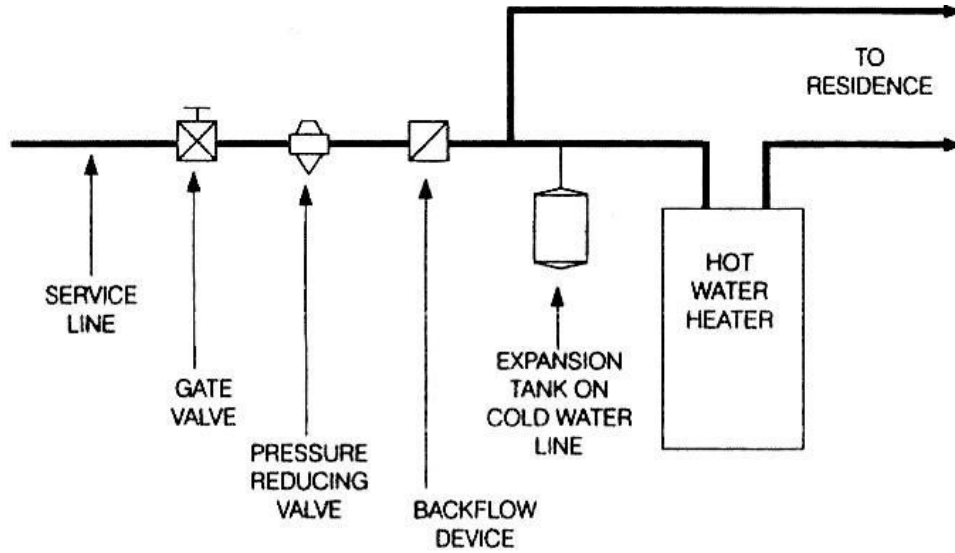 TO
RESIDENCE
SERVICE
LINE
GATE
VALVE
PRESSURE
REDUCING
VALVE
BACKFLOW
DEVICE
EXPANSION
TANK ON
COLD WATER
LINE
HOT
WATER
HEATER